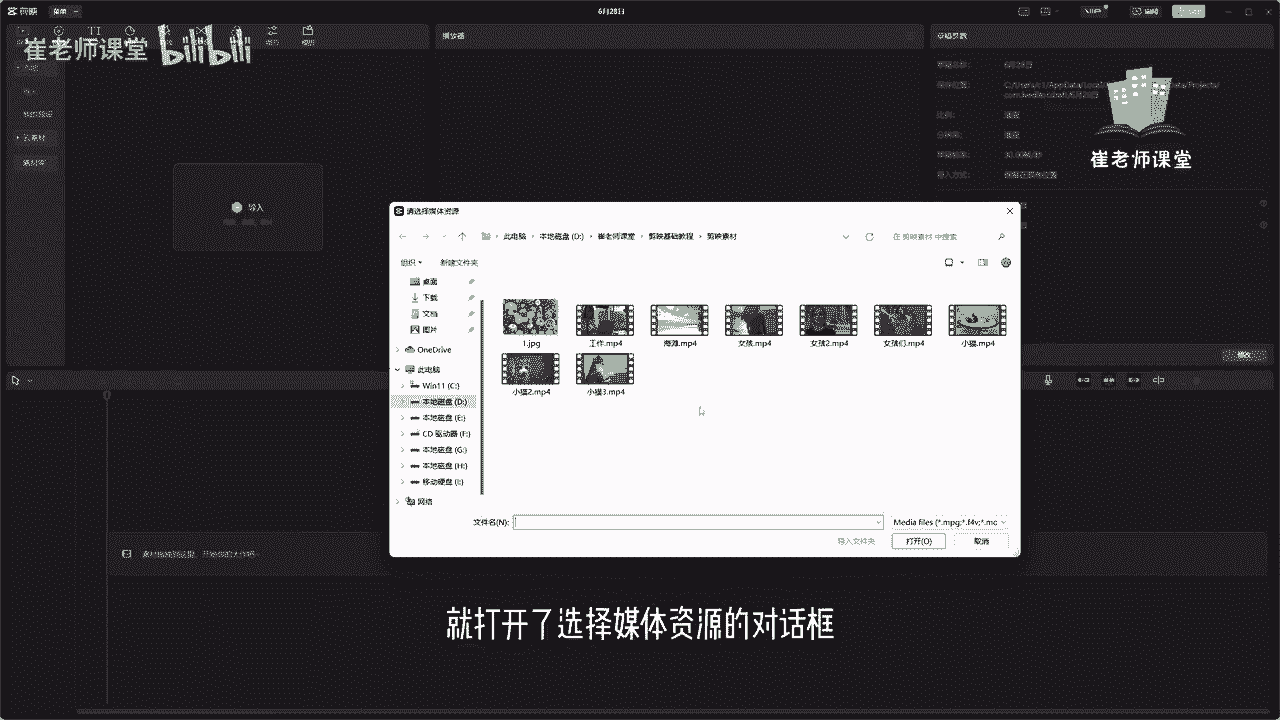 剪映
菜单
6月28日
崔老师课堂
bilibili
播放器
草稿参数
崔老师课堂
导入
请选择媒体资源
此电脑 › 本地磁盘 (D:) › 崔老师课堂 › 剪映基础教程 › 剪映素材
在 剪映素材 中搜索
组织
新建文件夹
桌面
下载
文档
图片
OneDrive
此电脑
Win11 (C:)
本地磁盘 (D:)
本地磁盘 (E:)
CD 驱动器 (F:)
本地磁盘 (G:)
本地磁盘 (H:)
移动硬盘 (I:)
网络
1.jpg
工作.mp4
海滩.mp4
女孩.mp4
女孩2.mp4
女孩们.mp4
小猫.mp4
小猫2.mp4
小猫3.mp4
文件名(N):
Media files (*.mpg;*.f4v;*.mc
导入文件夹
打开(O)
取消
修改
就打开了选择媒体资源的对话框